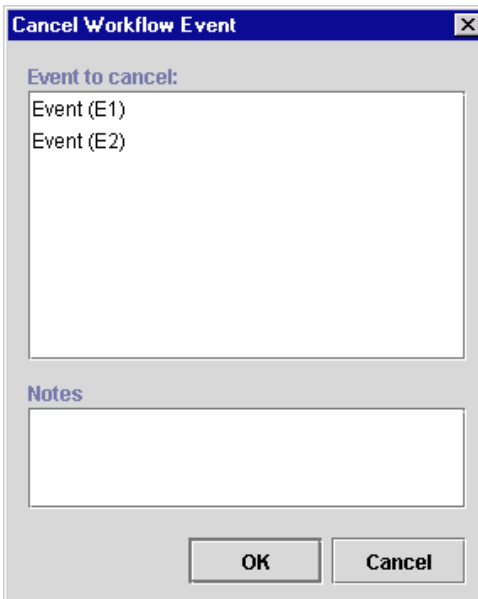 Cancel Workflow Event
Event to cancel:
Event (E1)
Event (E2)
Notes
OK
Cancel